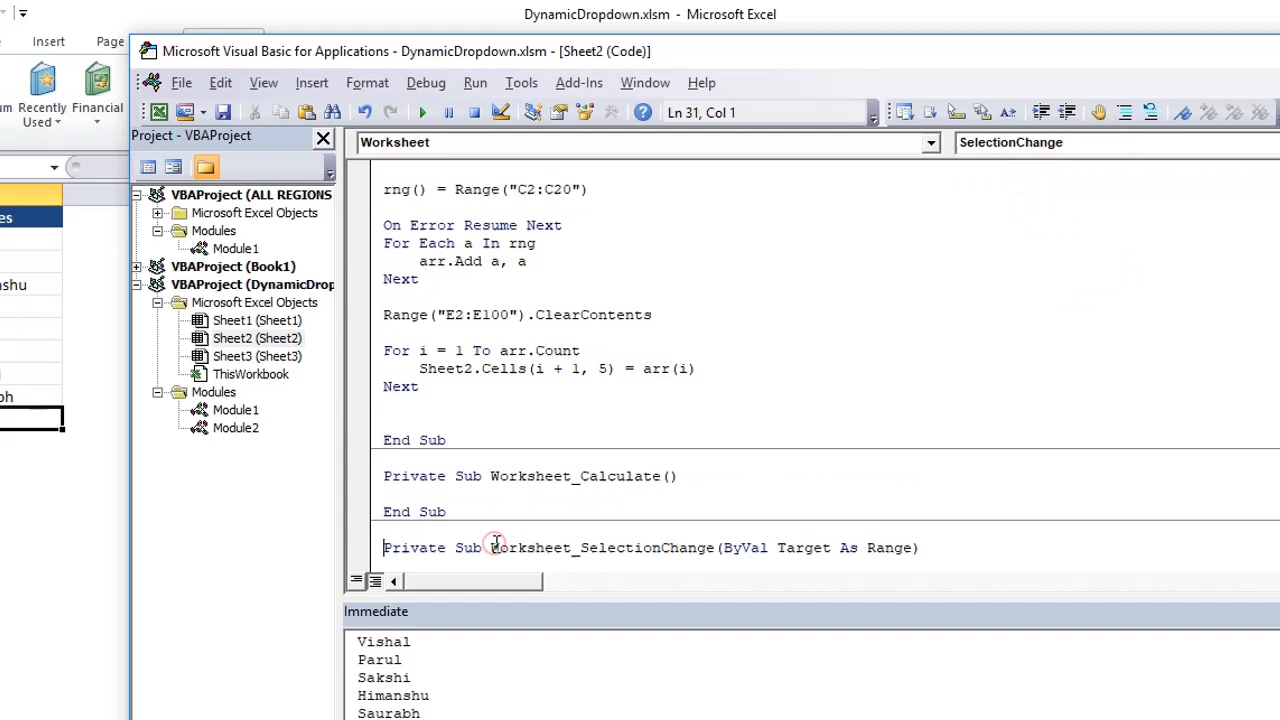 DynamicDropdown.xlsm - Microsoft Excel
Insert Page
Microsoft Visual Basic for Applications - DynamicDropdown.xlsm - [Sheet2 (Code)]
File Edit View Insert Format Debug Run Tools Add-Ins Window Help
Recently Used
Financial
Ln 31, Col 1
Project - VBAProject
Worksheet
SelectionChange
VBAProject (ALL REGIONS
Microsoft Excel Objects
Modules
Module1
VBAProject (Book1)
VBAProject (DynamicDrop
Microsoft Excel Objects
Sheet1 (Sheet1)
Sheet2 (Sheet2)
Sheet3 (Sheet3)
ThisWorkbook
Modules
Module1
Module2
rng() = Range("C2:C20")
On Error Resume Next
For Each a In rng
arr.Add a, a
Next
Range("E2:E100").ClearContents
For i = 1 To arr.Count
Sheet2.Cells(i + 1, 5) = arr(i)
Next
End Sub
Private Sub Worksheet_Calculate()
End Sub
Private Sub Worksheet_SelectionChange(ByVal Target As Range)
Immediate
Vishal
Parul
Sakshi
Himanshu
Saurabh